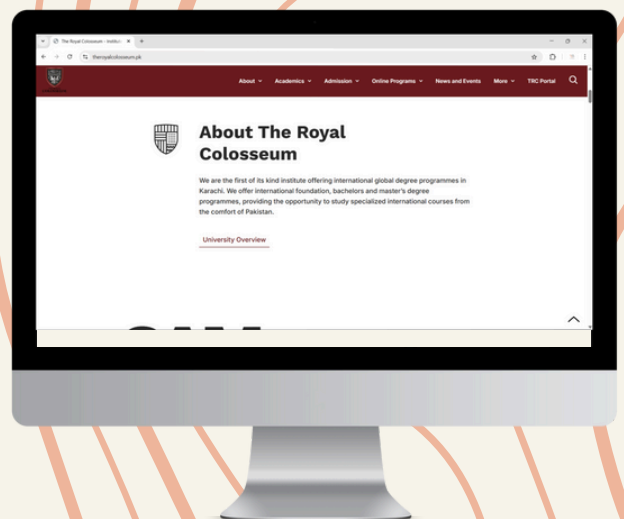 The Royal Colosseum - Institu
theroyalcolosseum.pk
About
Academics
Admission
Online Programs
News and Events
More
TRC Portal
About The Royal
Colosseum
We are the first of its kind institute offering international global degree programmes in
Karachi. We offer international foundation, bachelors and master's degree
programmes, providing the opportunity to study specialized international courses from
the comfort of Pakistan.
University Overview